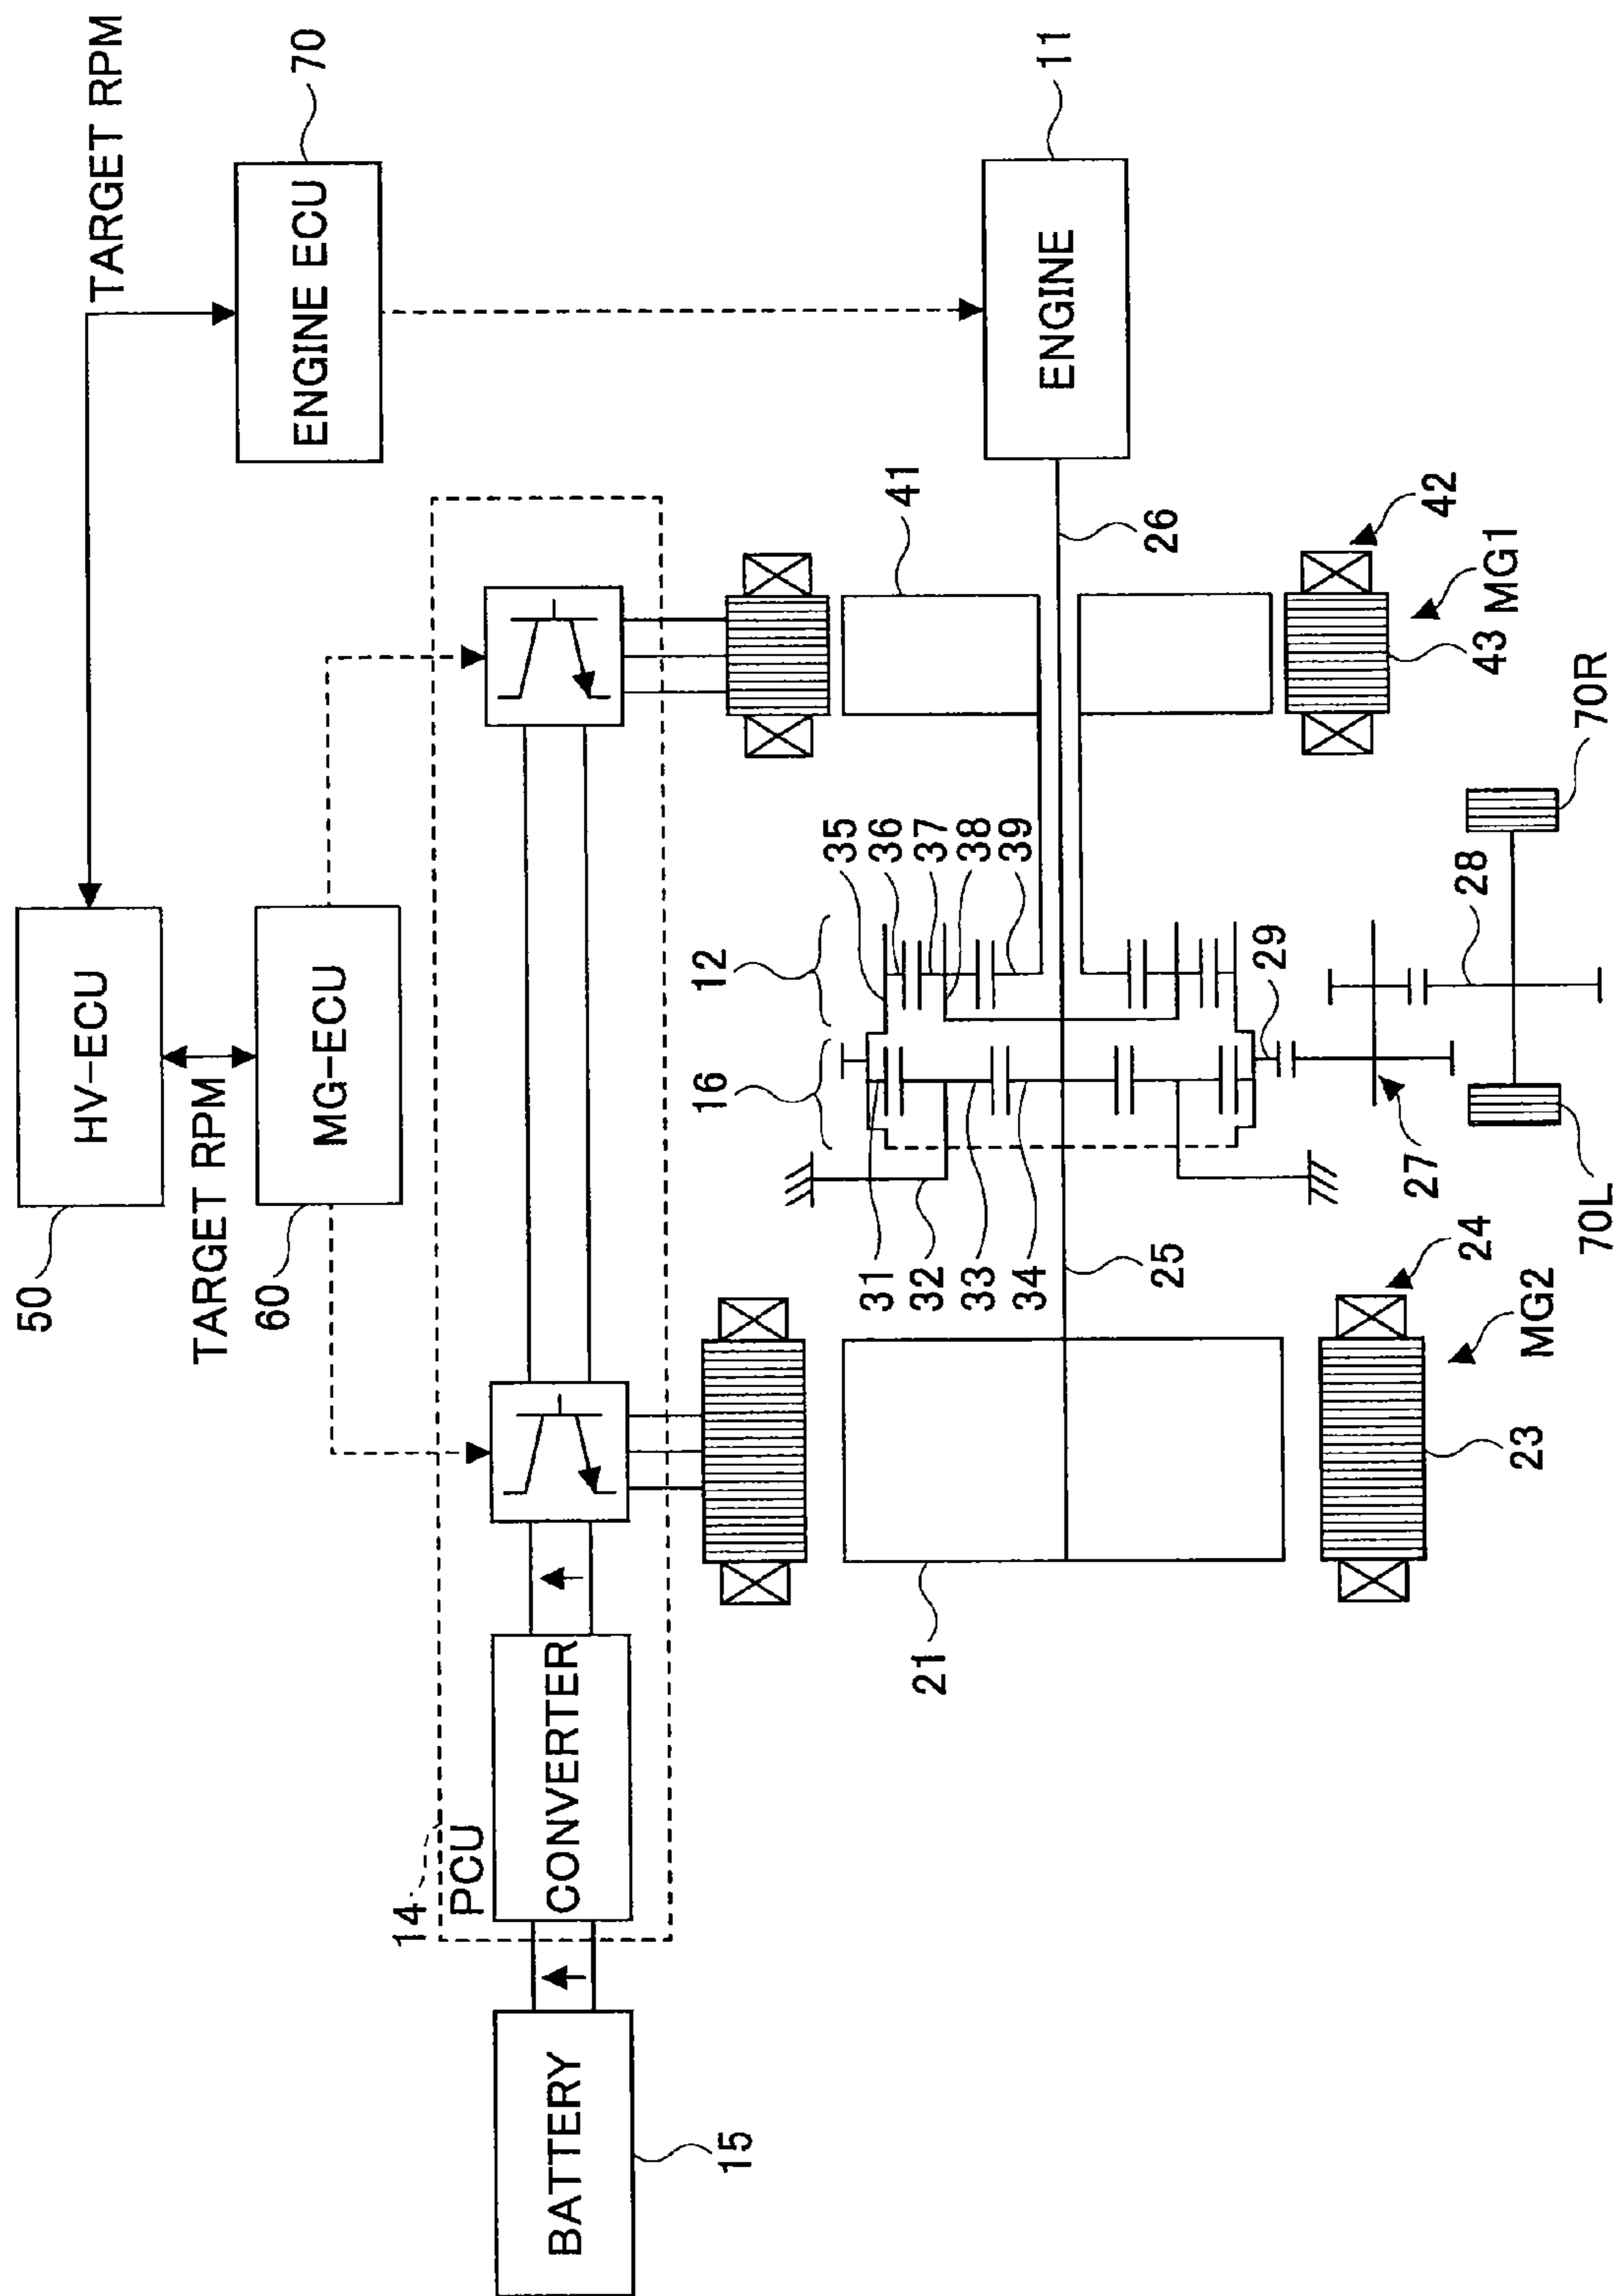 TARGET RPM
HV-ECU
50
TARGET RPM
ENGINE ECU
70
MG-ECU
60
14
PCU
BATTERY
15
CONVERTER
41
ENGINE
11
16
12
35
36
37
38
39
31
32
33
34
25
26
21
29
27
28
42
MG1
43
24
MG2
23
70L
70R